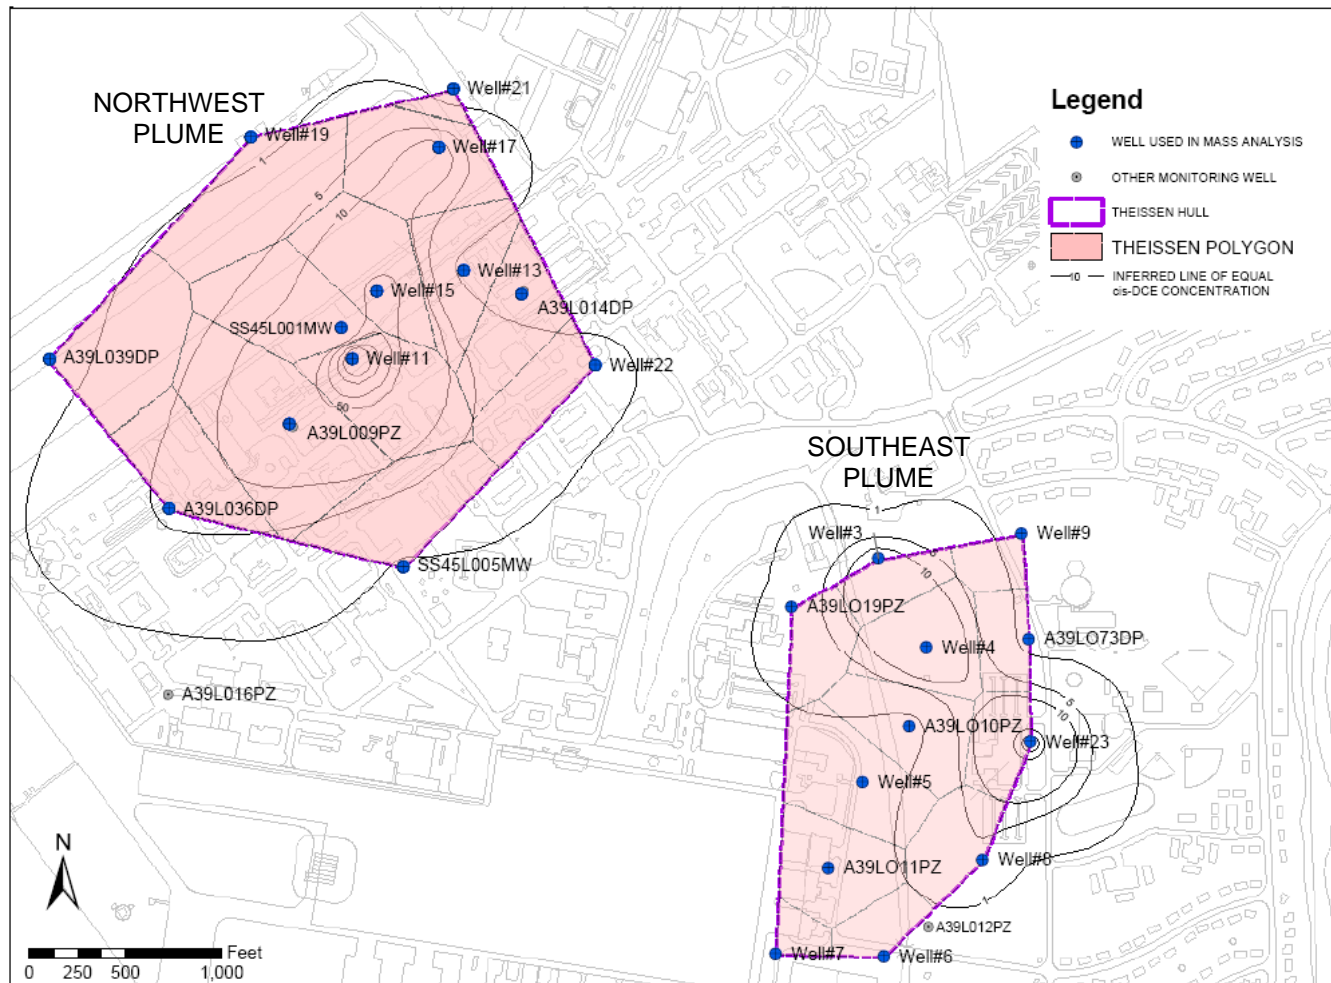 NORTHWEST
PLUME
Well#21
Well#19
Well#17
1
5
10
Well#13
Well#15
A39L014DP
SS45L001MW
Well#11
A39L039DP
Well#22
50
A39L009PZ
A39L036DP
SS45L005MW
A39L016PZ
Legend
WELL USED IN MASS ANALYSIS
OTHER MONITORING WELL
THEISSEN HULL
THEISSEN POLYGON
10
INFERRED LINE OF EQUAL
cis-DCE CONCENTRATION
SOUTHEAST
PLUME
1
Well#3
Well#9
5
10
A39LO19PZ
Well#4
A39LO73DP
5
10
A39LO10PZ
Well#23
Well#5
Well#8
A39LO11PZ
1
A39L012PZ
Well#7
Well#6
N
Feet
0 250 500 1,000